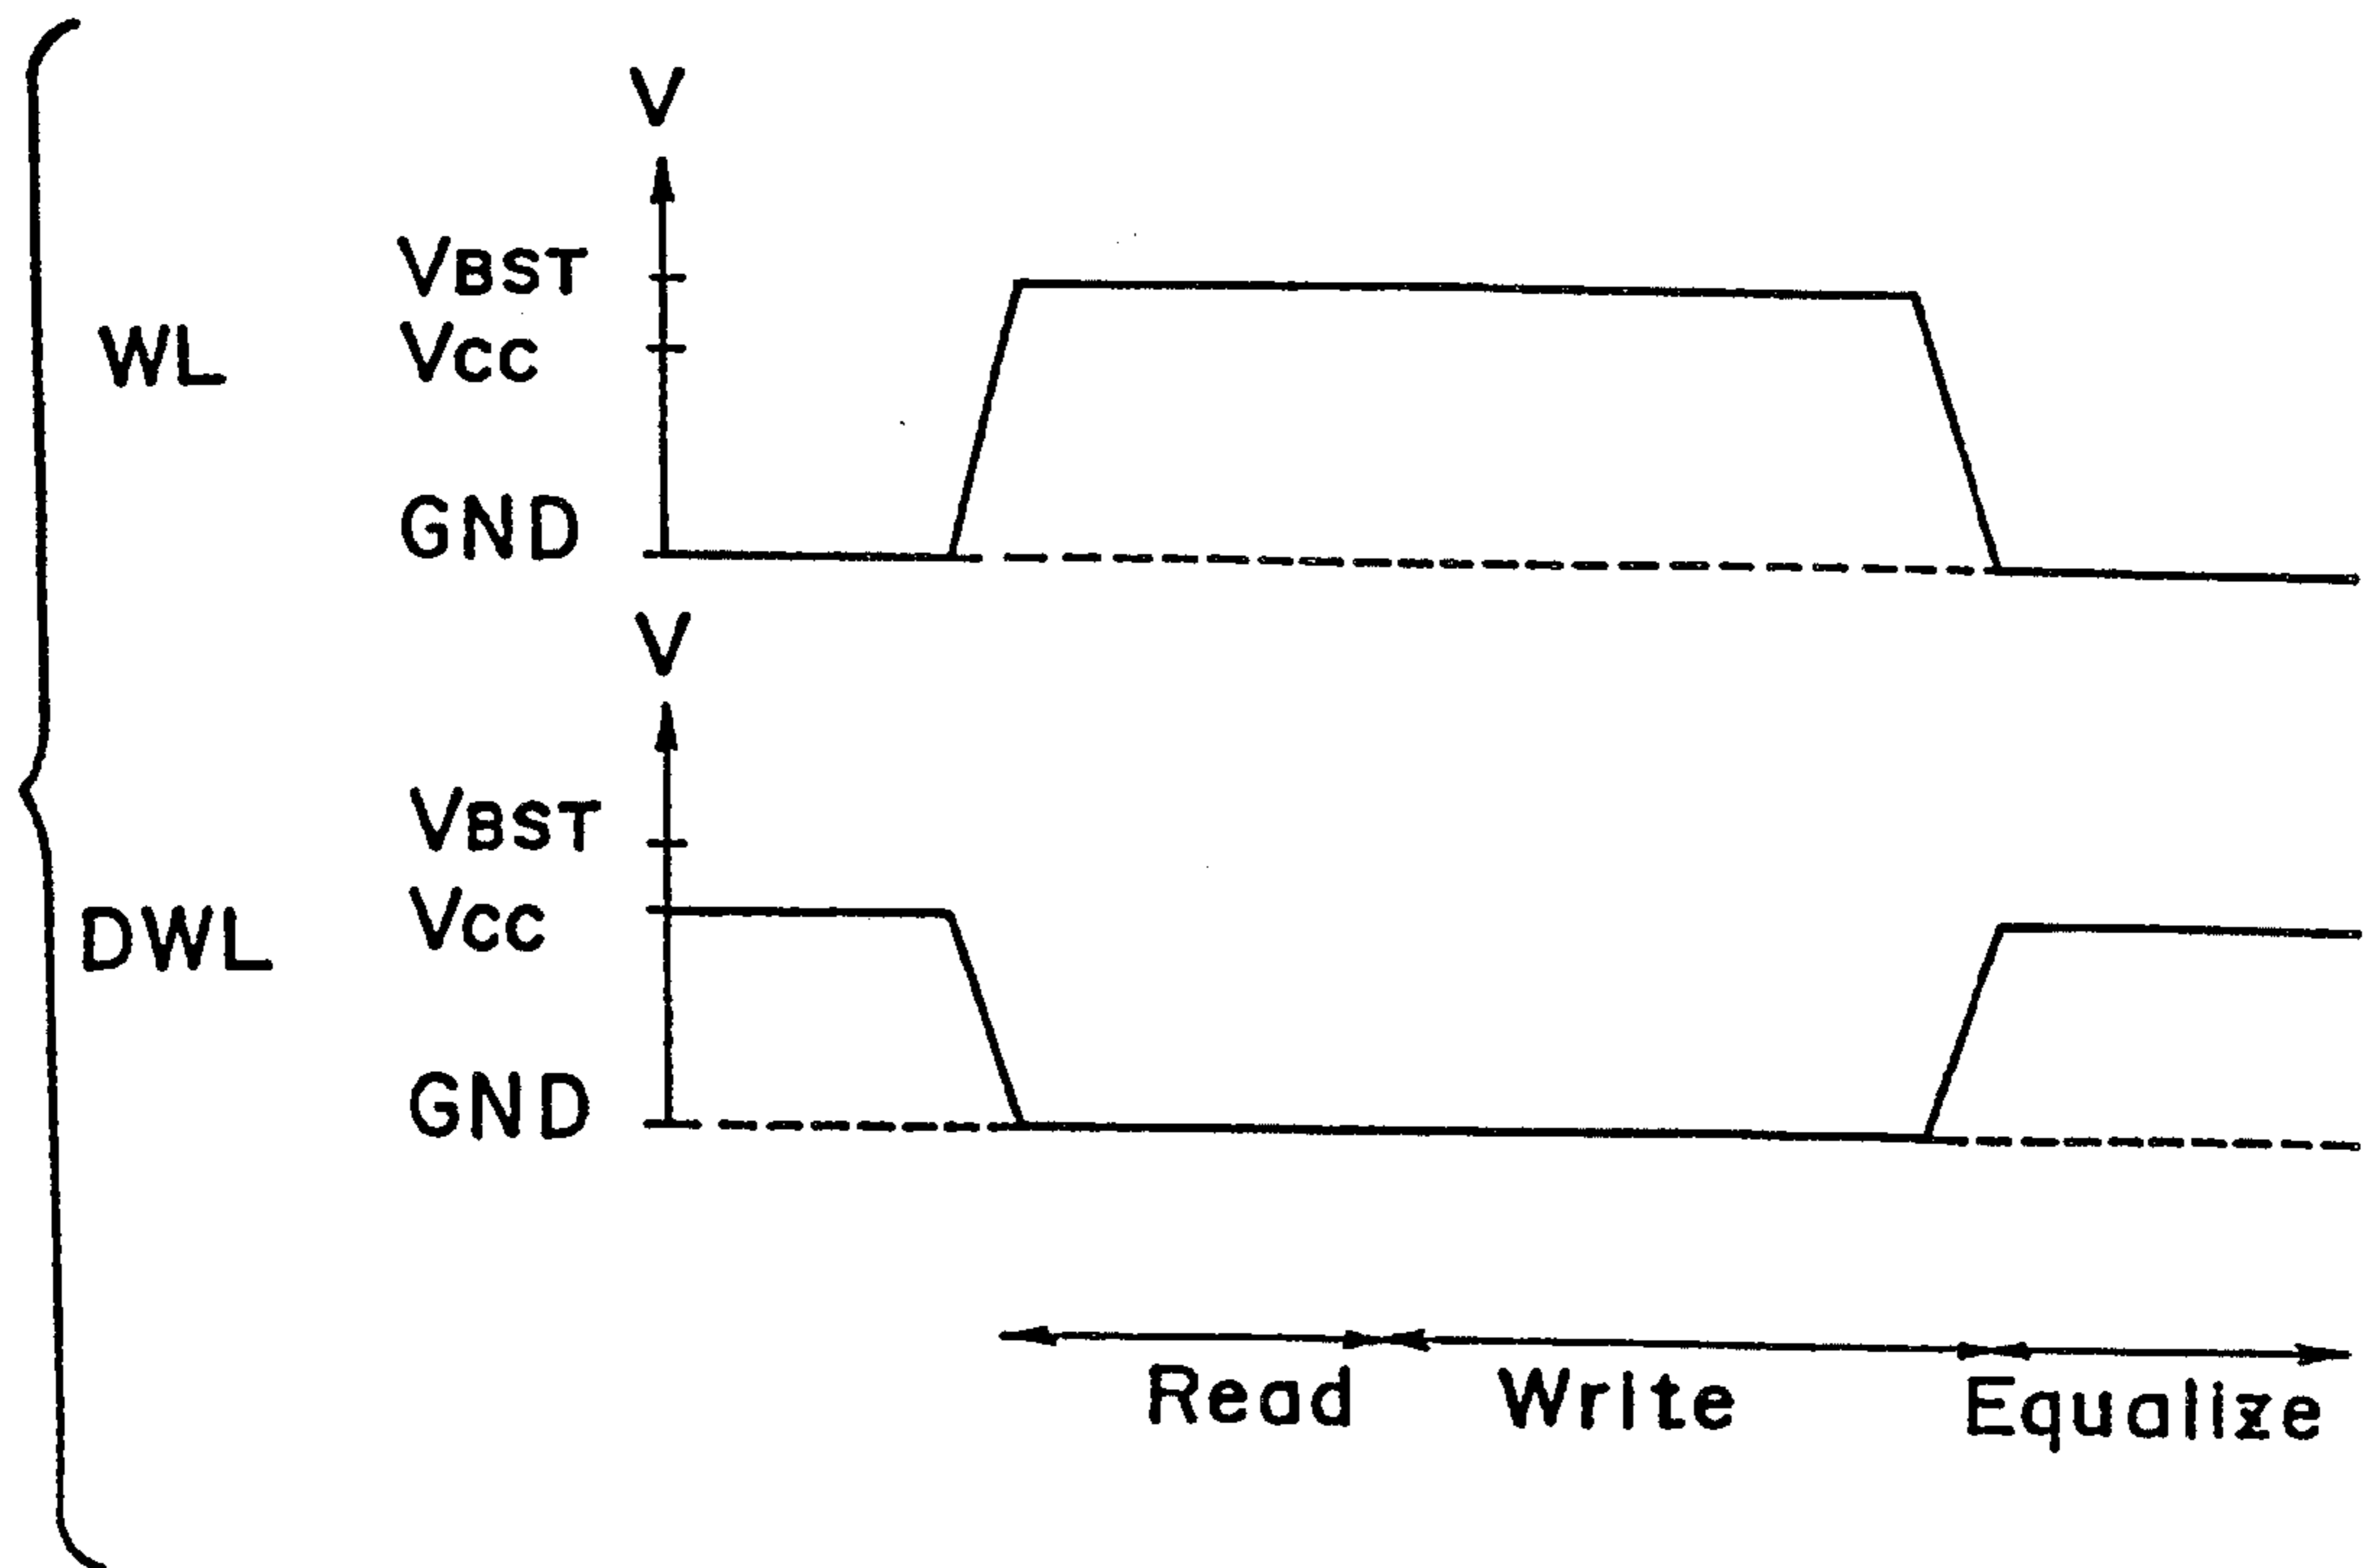 V
VBST
WL
VCC
GND
V
VBST
VCC
DWL
GND
Read Write Equalize